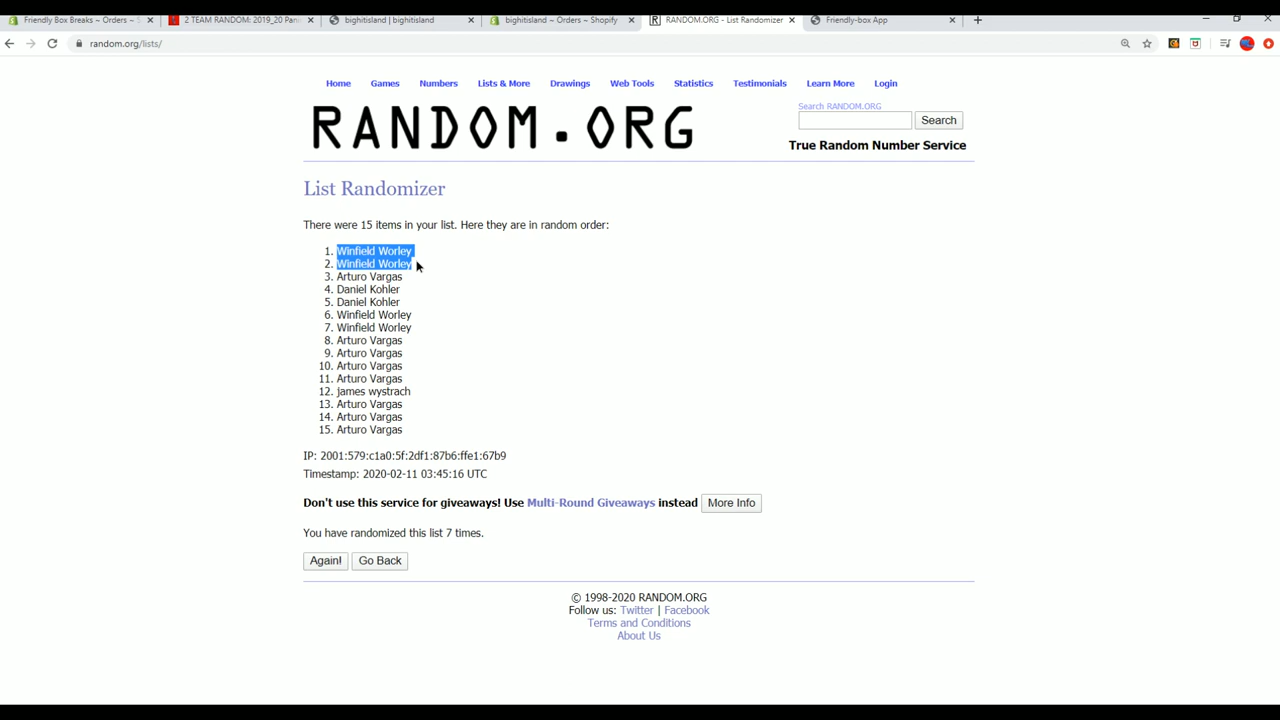 Friendly Box Breaks ~ Orders ~ S
2 TEAM RANDOM: 2019_20 Pani
bighitisland | bighitisland
bighitisland ~ Orders ~ Shopify
RANDOM.ORG - List Randomizer
Friendly-box App
random.org/lists/
Home Games Numbers Lists & More Drawings Web Tools Statistics Testimonials Learn More Login
RANDOM.ORG
Search RANDOM.ORG
Search
True Random Number Service
List Randomizer
There were 15 items in your list. Here they are in random order:
1. Winfield Worley
2. Winfield Worley
3. Arturo Vargas
4. Daniel Kohler
5. Daniel Kohler
6. Winfield Worley
7. Winfield Worley
8. Arturo Vargas
9. Arturo Vargas
10. Arturo Vargas
11. Arturo Vargas
12. james wystrach
13. Arturo Vargas
14. Arturo Vargas
15. Arturo Vargas
IP: 2001:579:c1a0:5f:2df1:87b6:ffe1:67b9
Timestamp: 2020-02-11 03:45:16 UTC
Don't use this service for giveaways! Use Multi-Round Giveaways instead More Info
You have randomized this list 7 times.
Again! Go Back
© 1998-2020 RANDOM.ORG
Follow us: Twitter | Facebook
Terms and Conditions
About Us